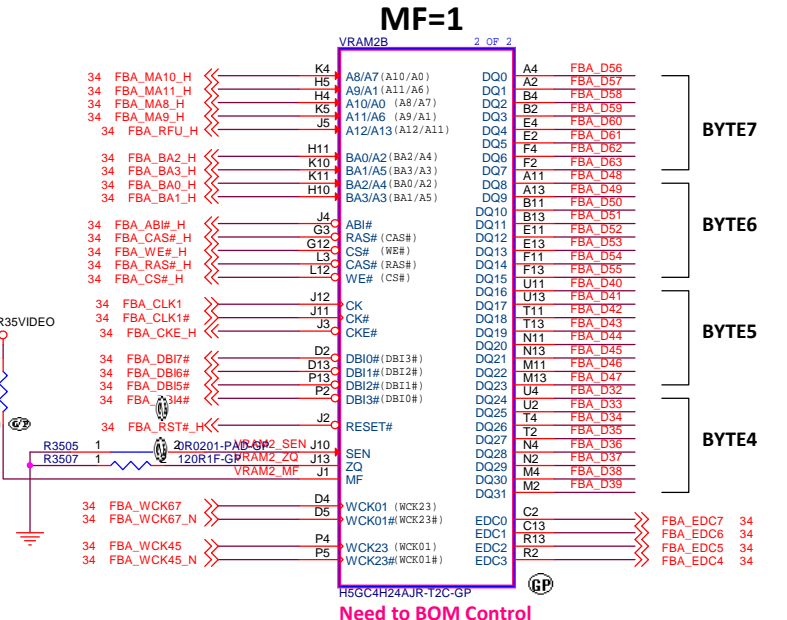 MF=1
VRAM2B 2 OF 2
34 FBA_MA10_H K4 A8/A7(A10/A0) DQ0 A4 FBA_D56
34 FBA_MA11_H H5 A9/A1(A11/A6) DQ1 A2 FBA_D57
34 FBA_MA8_H H4 A10/A0 (A8/A7) DQ2 B4 FBA_D58
34 FBA_MA9_H K5 A11/A6 (A9/A1) DQ3 B2 FBA_D59
34 FBA_RFU_H J5 A12/A13(A12/A11) DQ4 E4 FBA_D60
DQ5 E2 FBA_D61
BYTE7
34 FBA_BA2_H H11 BA0/A2(BA2/A4) DQ6 F4 FBA_D62
34 FBA_BA3_H K10 BA1/A5(BA3/A3) DQ7 F2 FBA_D63
34 FBA_BA0_H K11 BA2/A4(BA0/A2) DQ8 A11 FBA_D48
34 FBA_BA1_H H10 BA3/A3(BA1/A5) DQ9 A13 FBA_D49
DQ10 B11 FBA_D50
34 FBA_ABI#_H J4 ABI# DQ11 B13 FBA_D51
BYTE6
34 FBA_CAS#_H G3 RAS#(CAS#) DQ12 E11 FBA_D52
34 FBA_WE#_H G12 CS# (WE#) DQ13 E13 FBA_D53
34 FBA_RAS#_H L3 CAS#(RAS#) DQ14 F11 FBA_D54
34 FBA_CS#_H L12 WE# (CS#) DQ15 F13 FBA_D55
DQ16 U11 FBA_D40
34 FBA_CLK1 J12 CK DQ17 U13 FBA_D41
34 FBA_CLK1# J11 CK# DQ18 T11 FBA_D42
R35VIDEO
34 FBA_CKE_H J3 CKE# DQ19 T13 FBA_D43
BYTE5
DQ20 N11 FBA_D44
34 FBA_DBI7# D2 DBI0#(DBI3#) DQ21 N13 FBA_D45
34 FBA_DBI6# D13 DBI1#(DBI2#) DQ22 M11 FBA_D46
34 FBA_DBI5# P13 DBI2#(DBI1#) DQ23 M13 FBA_D47
34 P2 DBI3#(DBI0#) DQ24 U4 FBA_D32
DQ25 U2 FBA_D33
34 FBA_RST#_H J2 RESET# DQ26 T4 FBA_D34
DQ27 T2 FBA_D35
BYTE4
R3505 1 2 0R0201-PAD-GP VRAM2_SEN J10 SEN DQ28 N4 FBA_D36
R3507 1 2 120R1F-GP VRAM2_ZQ J13 ZQ DQ29 N2 FBA_D37
VRAM2_MF J1 MF DQ30 M4 FBA_D38
DQ31 M2 FBA_D39
34 FBA_WCK67 D4 WCK01 (WCK23)
34 FBA_WCK67_N D5 WCK01#(WCK23#) EDC0 C2 FBA_EDC7 34
EDC1 C13 FBA_EDC6 34
34 FBA_WCK45 P4 WCK23 (WCK01) EDC2 R13 FBA_EDC5 34
34 FBA_WCK45_N P5 WCK23#(WCK01#) EDC3 R2 FBA_EDC4 34
GP
H5GC4H24AJR-T2C-GP
Need to BOM Control